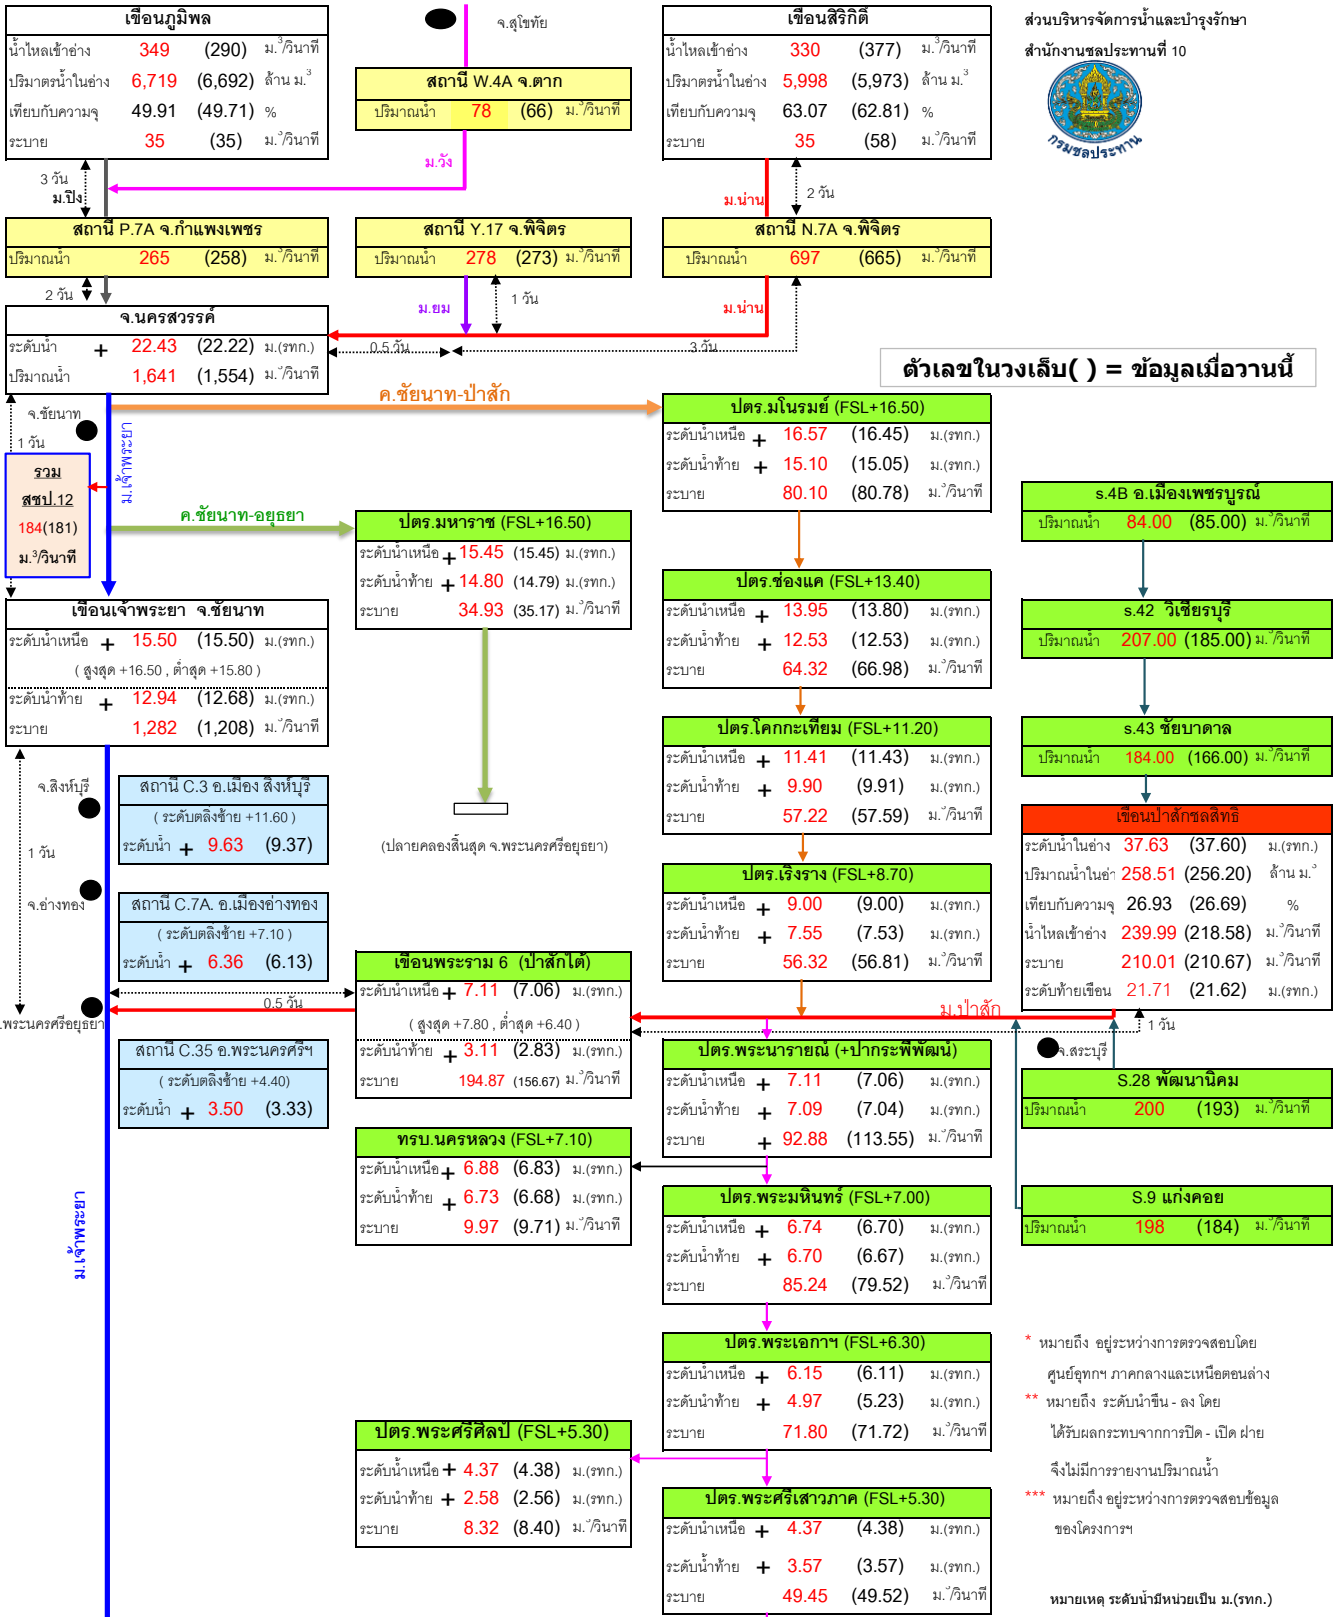 เขื่อนภูมิพล
น้ำไหลเข้าอ่าง 349 (290) ม.³/วินาที
ปริมาตรน้ำในอ่าง 6,719 (6,692) ล้าน ม.³
เทียบกับความจุ 49.91 (49.71) %
ระบาย 35 (35) ม.³/วินาที
จ.สุโขทัย
สถานี W.4A จ.ตาก
ปริมาณน้ำ 78 (66) ม.³/วินาที
เขื่อนสิริกิติ์
น้ำไหลเข้าอ่าง 330 (377) ม.³/วินาที
ปริมาตรน้ำในอ่าง 5,998 (5,973) ล้าน ม.³
เทียบกับความจุ 63.07 (62.81) %
ระบาย 35 (58) ม.³/วินาที
ส่วนบริหารจัดการน้ำและบำรุงรักษา
สำนักงานชลประทานที่ 10
กรมชลประทาน
3 วัน
ม.ปิง
ม.วัง
ม.น่าน
2 วัน
สถานี P.7A จ.กำแพงเพชร
ปริมาณน้ำ 265 (258) ม.³/วินาที
สถานี Y.17 จ.พิจิตร
ปริมาณน้ำ 278 (273) ม.³/วินาที
สถานี N.7A จ.พิจิตร
ปริมาณน้ำ 697 (665) ม.³/วินาที
2 วัน
ม.ยม
1 วัน
ม.น่าน
จ.นครสวรรค์
ระดับน้ำ + 22.43 (22.22) ม.(รทก.)
ปริมาณน้ำ 1,641 (1,554) ม.³/วินาที
0.5 วัน
3 วัน
ตัวเลขในวงเล็บ( ) = ข้อมูลเมื่อวานนี้
จ.ชัยนาท
1 วัน
ม.เจ้าพระยา
ค.ชัยนาท-ป่าสัก
รวม
สชป.12
184(181)
ม.³/วินาที
ค.ชัยนาท-อยุธยา
ปตร.มโนรมย์ (FSL+16.50)
ระดับน้ำเหนือ + 16.57 (16.45) ม.(รทก.)
ระดับน้ำท้าย + 15.10 (15.05) ม.(รทก.)
ระบาย 80.10 (80.78) ม.³/วินาที
ปตร.มหาราช (FSL+16.50)
ระดับน้ำเหนือ + 15.45 (15.45) ม.(รทก.)
ระดับน้ำท้าย + 14.80 (14.79) ม.(รทก.)
ระบาย 34.93 (35.17) ม.³/วินาที
s.4B อ.เมืองเพชรบูรณ์
ปริมาณน้ำ 84.00 (85.00) ม.³/วินาที
ปตร.ช่องแค (FSL+13.40)
ระดับน้ำเหนือ + 13.95 (13.80) ม.(รทก.)
ระดับน้ำท้าย + 12.53 (12.53) ม.(รทก.)
ระบาย 64.32 (66.98) ม.³/วินาที
s.42 วิเชียรบุรี
ปริมาณน้ำ 207.00 (185.00) ม.³/วินาที
เขื่อนเจ้าพระยา จ.ชัยนาท
ระดับน้ำเหนือ + 15.50 (15.50) ม.(รทก.)
( สูงสุด +16.50 , ต่ำสุด +15.80 )
ระดับน้ำท้าย + 12.94 (12.68) ม.(รทก.)
ระบาย 1,282 (1,208) ม.³/วินาที
ปตร.โคกกะเทียม (FSL+11.20)
ระดับน้ำเหนือ + 11.41 (11.43) ม.(รทก.)
ระดับน้ำท้าย + 9.90 (9.91) ม.(รทก.)
ระบาย 57.22 (57.59) ม.³/วินาที
s.43 ชัยบาดาล
ปริมาณน้ำ 184.00 (166.00) ม.³/วินาที
จ.สิงห์บุรี
1 วัน
จ.อ่างทอง
สถานี C.3 อ.เมือง สิงห์บุรี
( ระดับตลิ่งซ้าย +11.60 )
ระดับน้ำ + 9.63 (9.37)
(ปลายคลองสิ้นสุด จ.พระนครศรีอยุธยา)
เขื่อนป่าสักชลสิทธิ์
ระดับน้ำในอ่าง 37.63 (37.60) ม.(รทก.)
ปริมาณน้ำในอ่า 258.51 (256.20) ล้าน ม.³
เทียบกับความจุ 26.93 (26.69) %
น้ำไหลเข้าอ่าง 239.99 (218.58) ม.³/วินาที
ระบาย 210.01 (210.67) ม.³/วินาที
ระดับท้ายเขื่อน 21.71 (21.62) ม.(รทก.)
ปตร.เริงราง (FSL+8.70)
ระดับน้ำเหนือ + 9.00 (9.00) ม.(รทก.)
ระดับน้ำท้าย + 7.55 (7.53) ม.(รทก.)
ระบาย 56.32 (56.81) ม.³/วินาที
สถานี C.7A. อ.เมืองอ่างทอง
( ระดับตลิ่งซ้าย +7.10 )
ระดับน้ำ + 6.36 (6.13)
เขื่อนพระราม 6 (ป่าสักใต้)
ระดับน้ำเหนือ + 7.11 (7.06) ม.(รทก.)
( สูงสุด +7.80 , ต่ำสุด +6.40 )
ระดับน้ำท้าย + 3.11 (2.83) ม.(รทก.)
ระบาย 194.87 (156.67) ม.³/วินาที
0.5 วัน
.พระนครศรีอยุธยา
ม.ป่าสัก
1 วัน
จ.สระบุรี
สถานี C.35 อ.พระนครศรีฯ
( ระดับตลิ่งซ้าย +4.40)
ระดับน้ำ + 3.50 (3.33)
ปตร.พระนารายณ์ (+ปากระพีพัฒน์)
ระดับน้ำเหนือ + 7.11 (7.06) ม.(รทก.)
ระดับน้ำท้าย + 7.09 (7.04) ม.(รทก.)
ระบาย + 92.88 (113.55) ม.³/วินาที
S.28 พัฒนานิคม
ปริมาณน้ำ 200 (193) ม.³/วินาที
ทรบ.นครหลวง (FSL+7.10)
ระดับน้ำเหนือ + 6.88 (6.83) ม.(รทก.)
ระดับน้ำท้าย + 6.73 (6.68) ม.(รทก.)
ระบาย 9.97 (9.71) ม.³/วินาที
ม.เจ้าพระยา
ปตร.พระมหินทร์ (FSL+7.00)
ระดับน้ำเหนือ + 6.74 (6.70) ม.(รทก.)
ระดับน้ำท้าย + 6.70 (6.67) ม.(รทก.)
ระบาย 85.24 (79.52) ม.³/วินาที
S.9 แก่งคอย
ปริมาณน้ำ 198 (184) ม.³/วินาที
ปตร.พระเอกาฯ (FSL+6.30)
ระดับน้ำเหนือ + 6.15 (6.11) ม.(รทก.)
ระดับน้ำท้าย + 4.97 (5.23) ม.(รทก.)
ระบาย 71.80 (71.72) ม.³/วินาที
* หมายถึง อยู่ระหว่างการตรวจสอบโดย
ศูนย์อุทกฯ ภาคกลางและเหนือตอนล่าง
** หมายถึง ระดับน้ำขึ้น - ลง โดย
ได้รับผลกระทบจากการปิด - เปิด ฝาย
จึงไม่มีการรายงานปริมาณน้ำ
*** หมายถึง อยู่ระหว่างการตรวจสอบข้อมูล
ของโครงการฯ
ปตร.พระศรีศิลป์ (FSL+5.30)
ระดับน้ำเหนือ + 4.37 (4.38) ม.(รทก.)
ระดับน้ำท้าย + 2.58 (2.56) ม.(รทก.)
ระบาย 8.32 (8.40) ม.³/วินาที
ปตร.พระศรีเสาวภาค (FSL+5.30)
ระดับน้ำเหนือ + 4.37 (4.38) ม.(รทก.)
ระดับน้ำท้าย + 3.57 (3.57) ม.(รทก.)
ระบาย 49.45 (49.52) ม.³/วินาที
หมายเหตุ ระดับน้ำมีหน่วยเป็น ม.(รทก.)